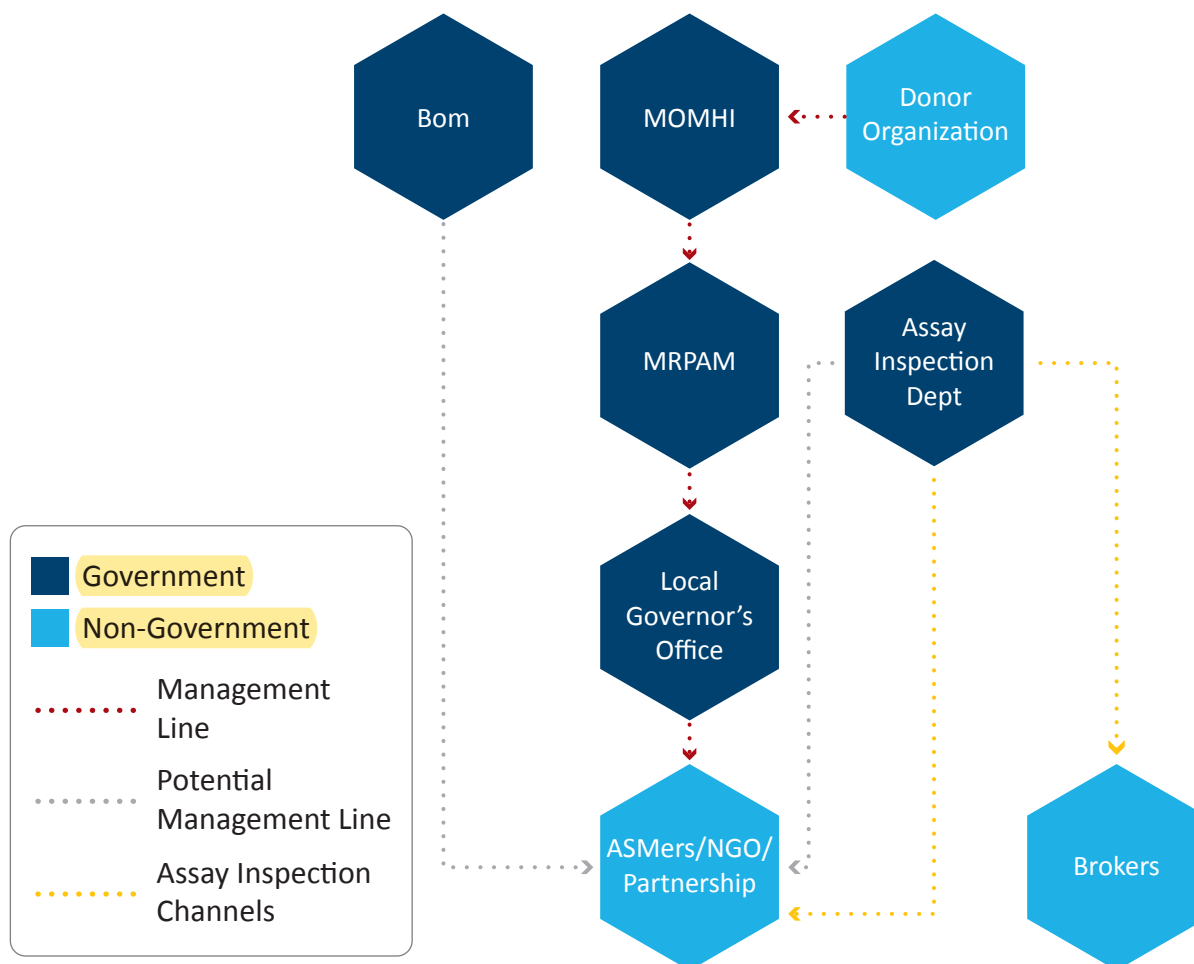 Bom
MOMHI
Donor
Organization
MRPAM
Assay
Inspection
Dept
Local
Governor’s
Office
Government
Non-Government
Management
Line
Potential
Management Line
Assay Inspection
Channels
ASMers/NGO/
Partnership
Brokers